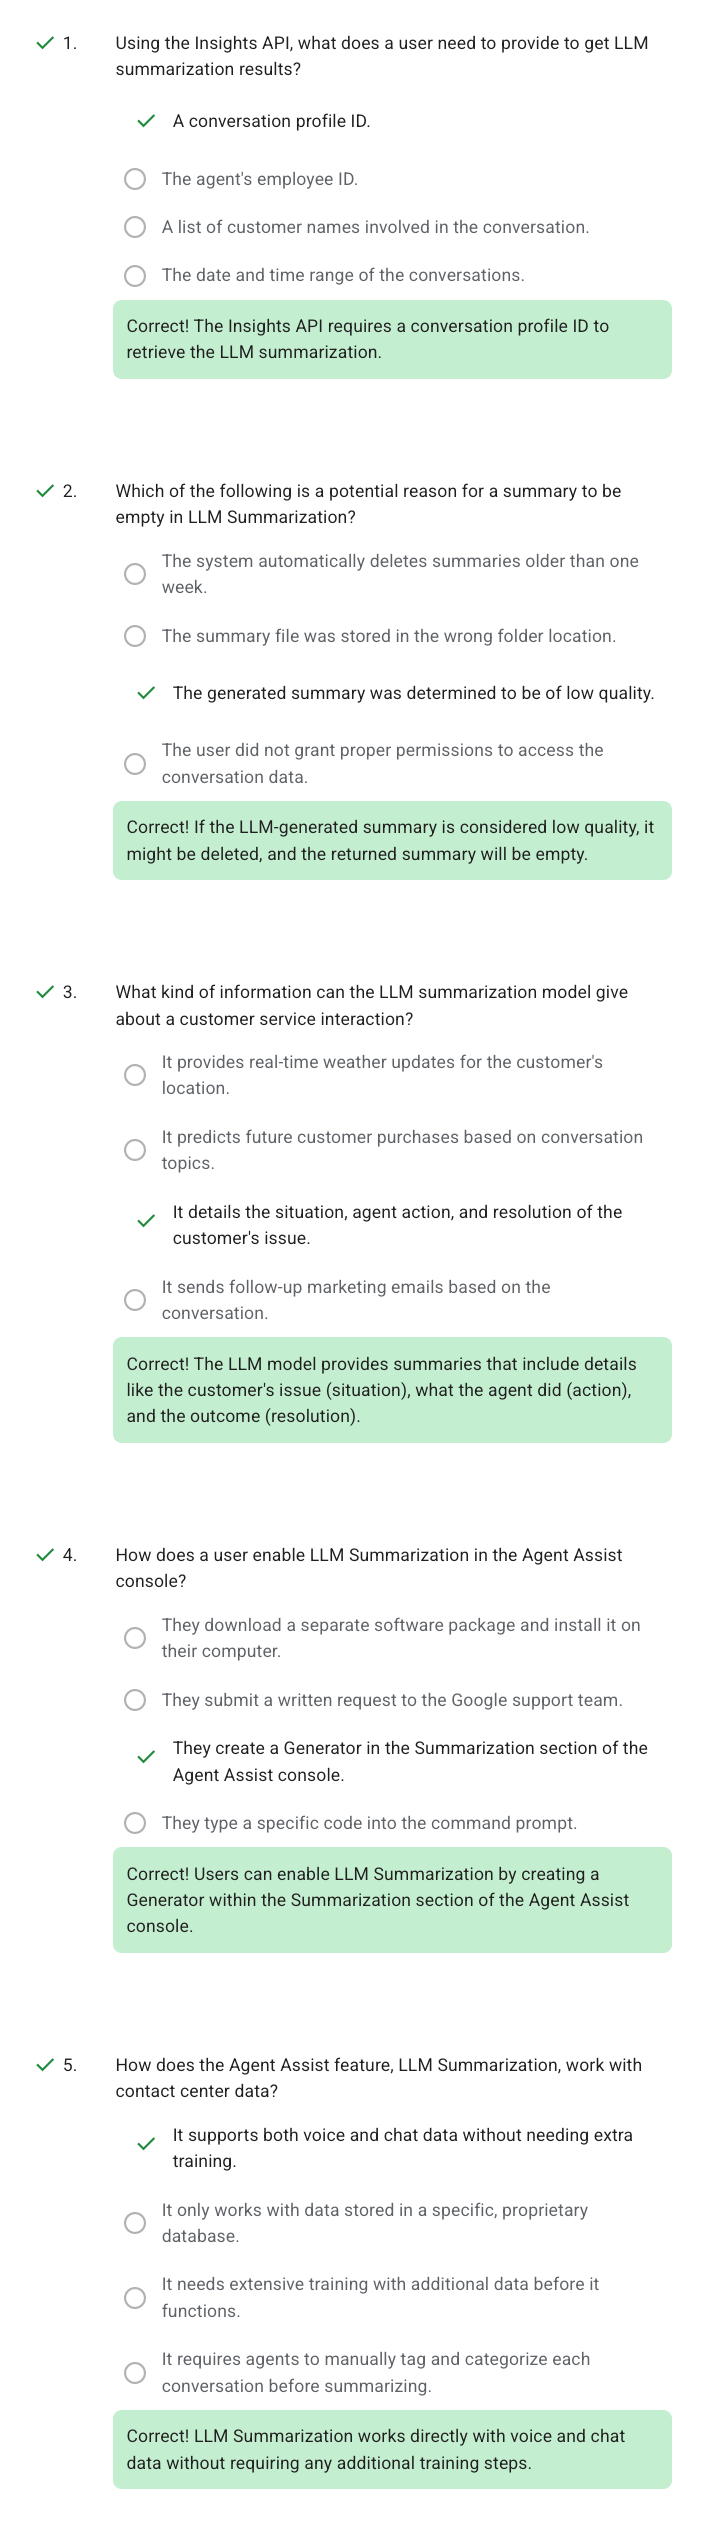 1. Using the Insights API, what does a user need to provide to get LLM
summarization results?
A conversation profile ID.
The agent's employee ID.
A list of customer names involved in the conversation.
The date and time range of the conversations.
Correct! The Insights API requires a conversation profile ID to
retrieve the LLM summarization.
2. Which of the following is a potential reason for a summary to be
empty in LLM Summarization?
The system automatically deletes summaries older than one
week.
The summary file was stored in the wrong folder location.
The generated summary was determined to be of low quality.
The user did not grant proper permissions to access the
conversation data.
Correct! If the LLM-generated summary is considered low quality, it
might be deleted, and the returned summary will be empty.
3. What kind of information can the LLM summarization model give
about a customer service interaction?
It provides real-time weather updates for the customer's
location.
It predicts future customer purchases based on conversation
topics.
It details the situation, agent action, and resolution of the
customer's issue.
It sends follow-up marketing emails based on the
conversation.
Correct! The LLM model provides summaries that include details
like the customer's issue (situation), what the agent did (action),
and the outcome (resolution).
4. How does a user enable LLM Summarization in the Agent Assist
console?
They download a separate software package and install it on
their computer.
They submit a written request to the Google support team.
They create a Generator in the Summarization section of the
Agent Assist console.
They type a specific code into the command prompt.
Correct! Users can enable LLM Summarization by creating a
Generator within the Summarization section of the Agent Assist
console.
5. How does the Agent Assist feature, LLM Summarization, work with
contact center data?
It supports both voice and chat data without needing extra
training.
It only works with data stored in a specific, proprietary
database.
It needs extensive training with additional data before it
functions.
It requires agents to manually tag and categorize each
conversation before summarizing.
Correct! LLM Summarization works directly with voice and chat
data without requiring any additional training steps.